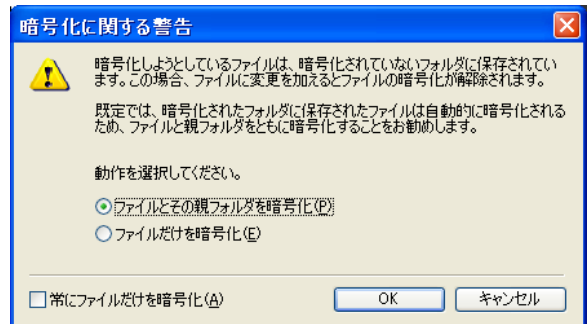 暗号化に関する警告
暗号化しようとしているファイルは、暗号化されていないフォルダに保存されてい
ます。この場合、ファイルに変更を加えるとファイルの暗号化が解除されます。
既定では、暗号化されたフォルダに保存されたファイルは自動的に暗号化される
ため、ファイルと親フォルダをともに暗号化することをお勧めします。
動作を選択してください。
ファイルとその親フォルダを暗号化(P)
ファイルだけを暗号化(E)
常にファイルだけを暗号化(A)
OK
キャンセル